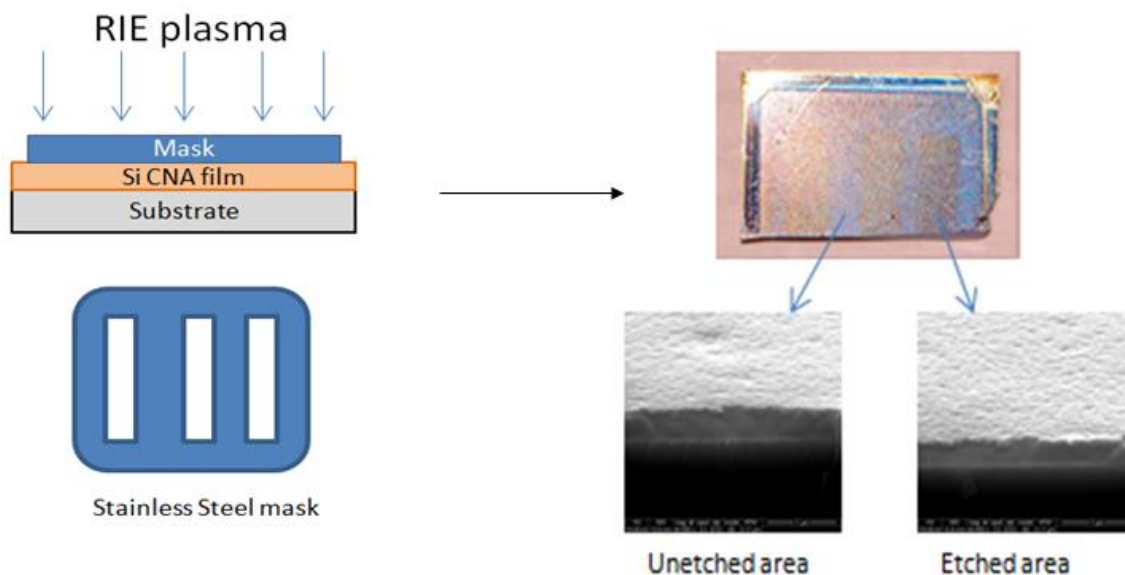 RIE plasma
Mask
Si CNA film
Substrate
Stainless Steel mask
Unetched area
Etched area